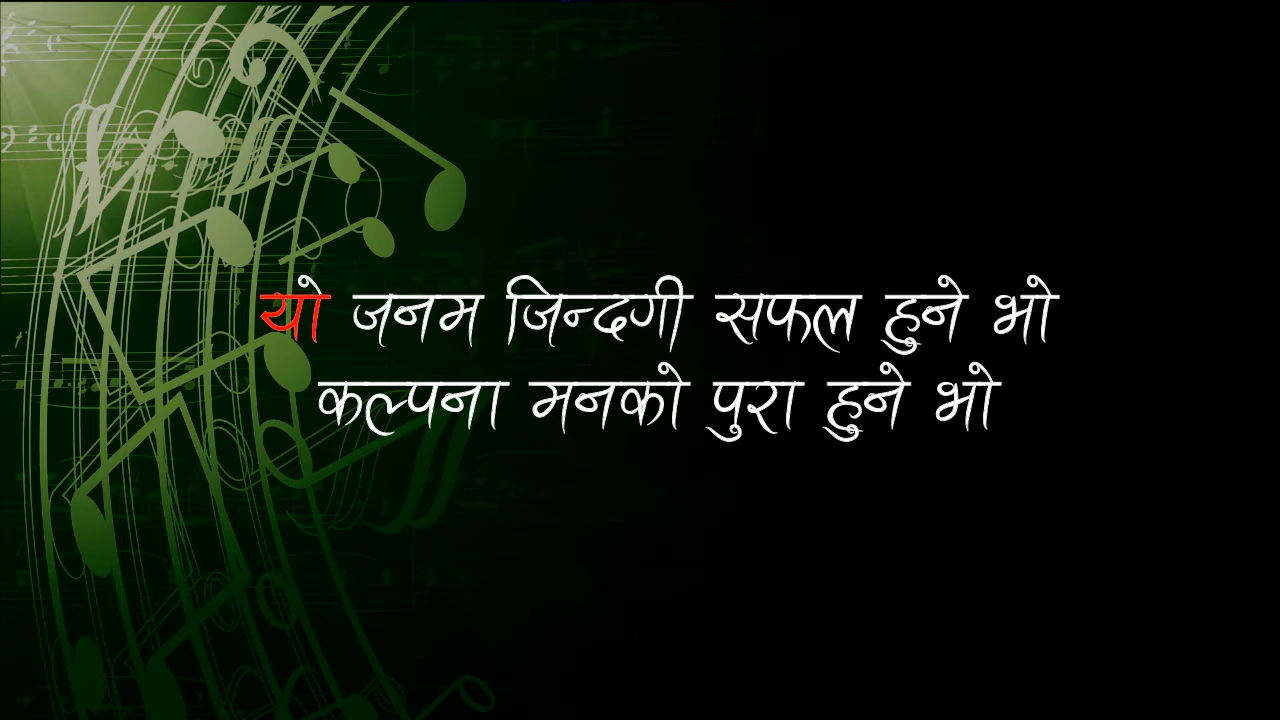 यो जनम जिन्दगी सफल हुने भो
कल्पना मनको पुरा हुने भो